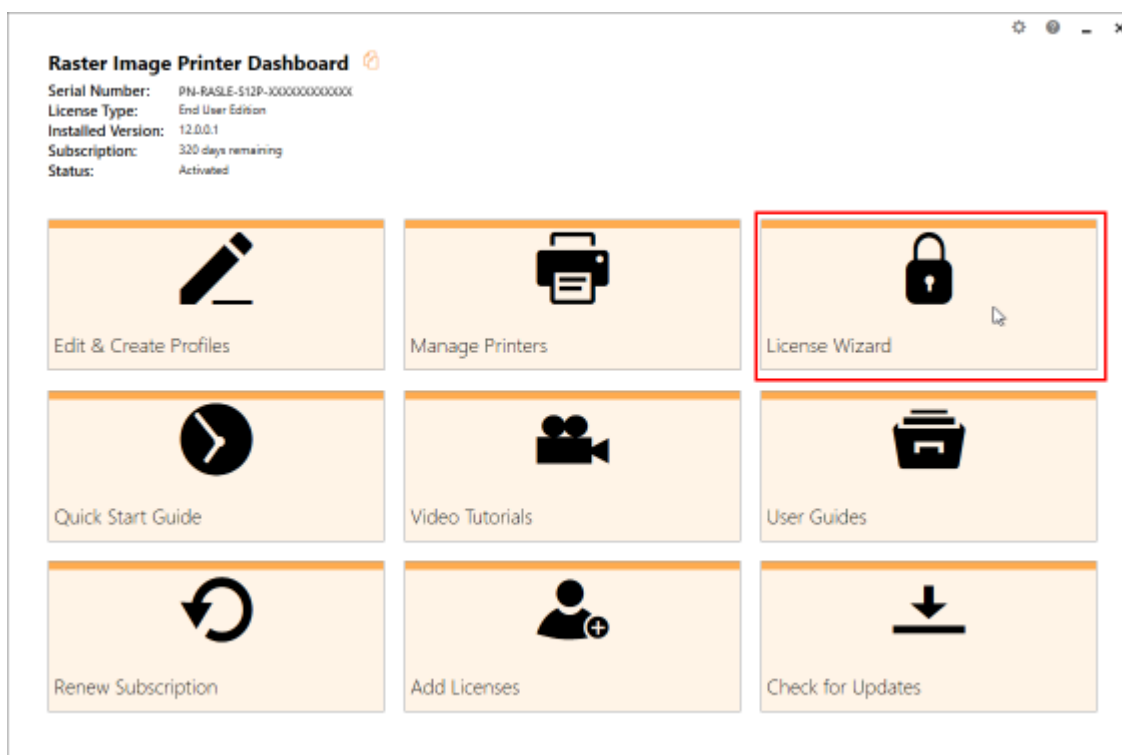 Raster Image Printer Dashboard
Serial Number: PN-RASLE-S12P-XXXXXXXXXXXX
License Type: End User Edition
Installed Version: 12.0.0.1
Subscription: 320 days remaining
Status: Activated
Edit & Create Profiles
Manage Printers
License Wizard
Quick Start Guide
Video Tutorials
User Guides
Renew Subscription
Add Licenses
Check for Updates